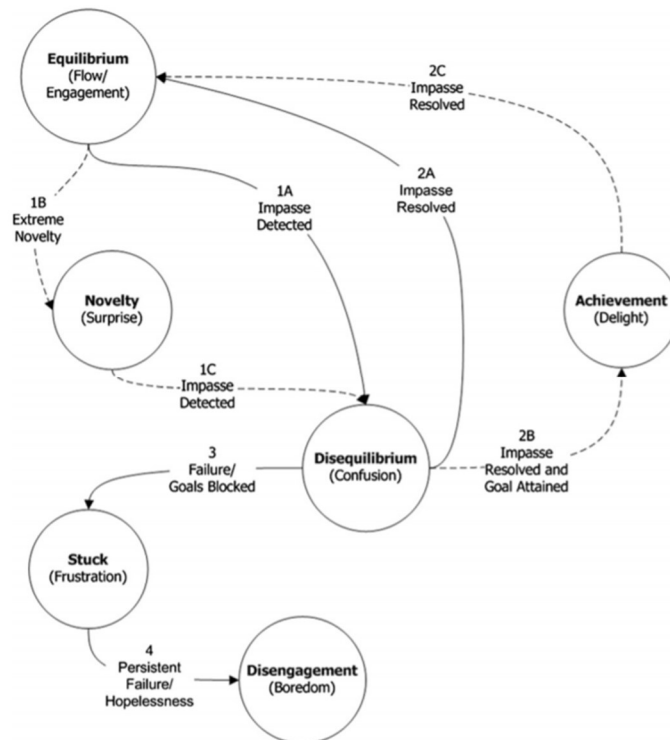 Equilibrium
(Flow/
Engagement)
2C
Impasse
Resolved
2A
Impasse
Resolved
1A
Impasse
Detected
1B
Extreme
Novelty
Novelty
(Surprise)
Achievement
(Delight)
1C
Impasse
Detected
Disequilibrium
(Confusion)
2B
Impasse
Resolved and
Goal Attained
3
Failure/
Goals Blocked
Stuck
(Frustration)
4
Persistent
Failure/
Hopelessness
Disengagement
(Boredom)